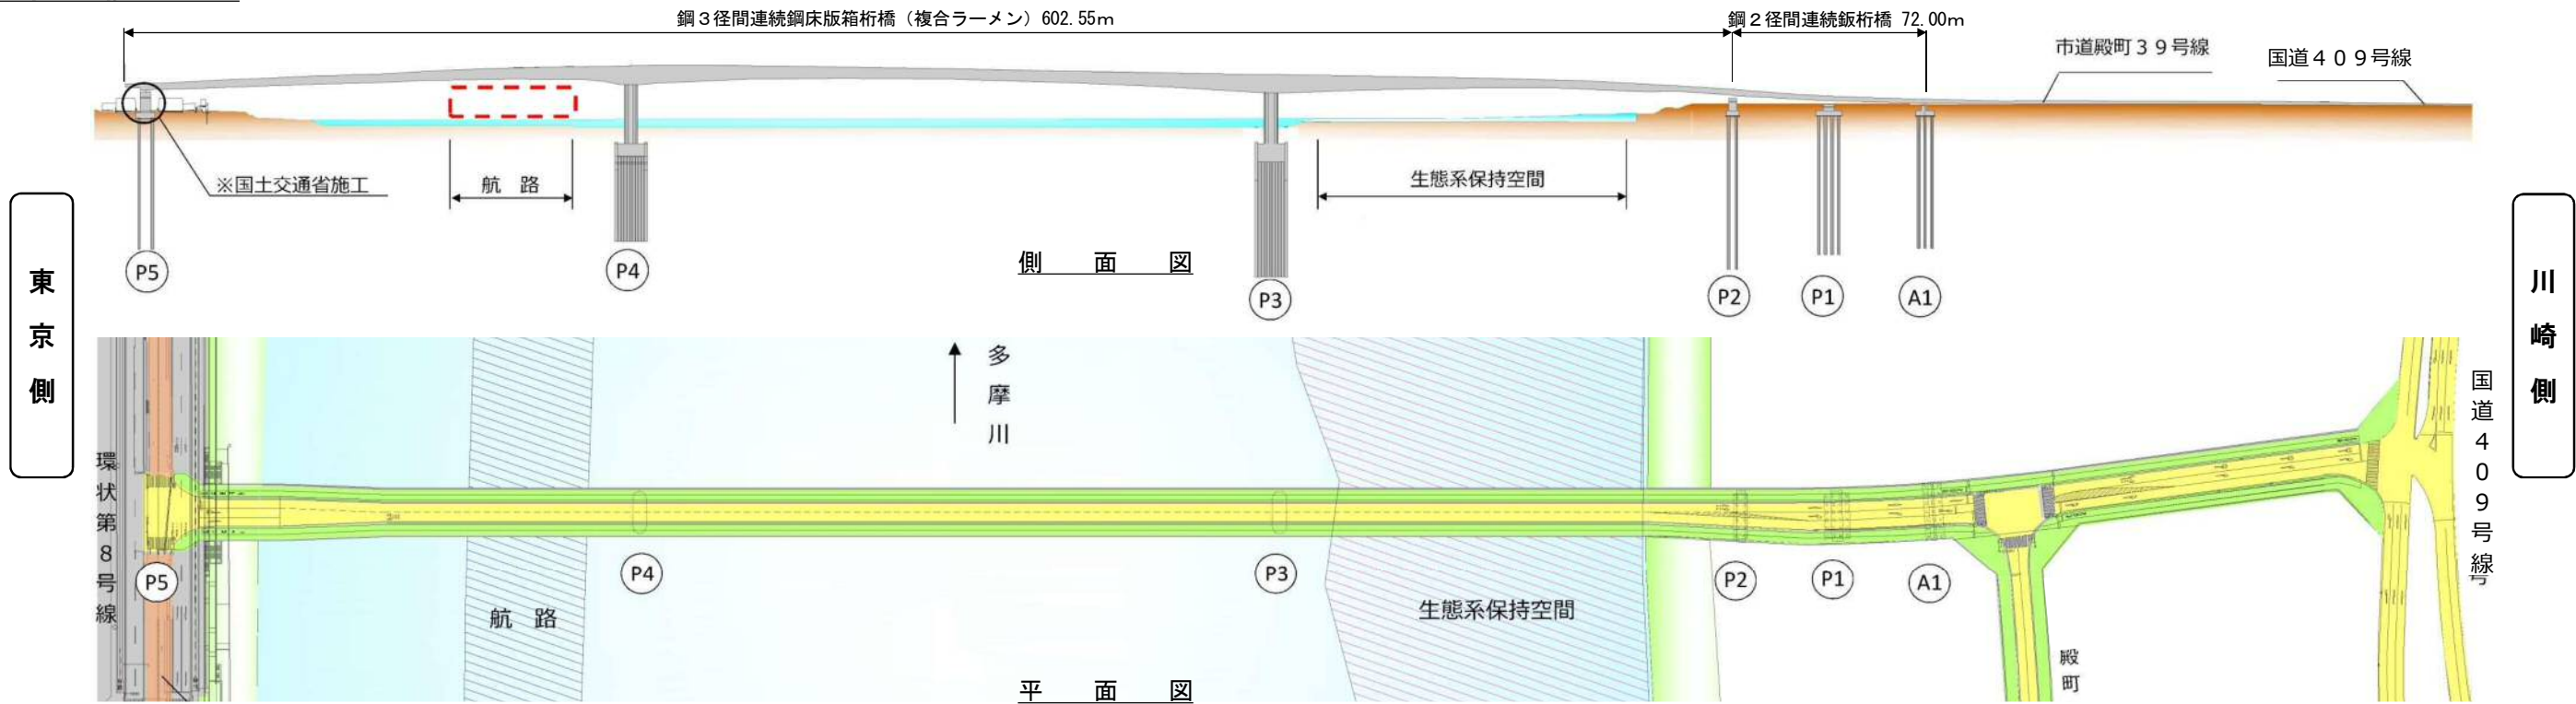 鋼３径間連続鋼床版箱桁橋（複合ラーメン）602.55m
鋼２径間連続鈑桁橋 72.00m
市道殿町３９号線
国道４０９号線
※国土交通省施工
航　路
生態系保持空間
P5
P4
側　面　図
P3
P2
P1
A1
東京側
川崎側
多摩川
環状第８号線
国道４０９号線
号
P5
P4
P3
P2
P1
A1
航　路
生態系保持空間
殿町
平　面　図